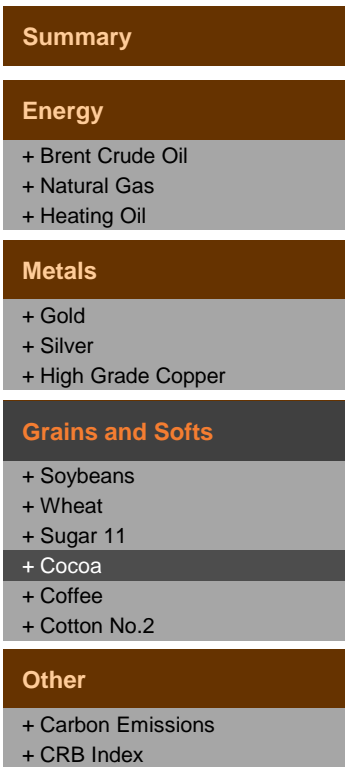 Summary
Energy
+ Brent Crude Oil
+ Natural Gas
+ Heating Oil
Metals
+ Gold
+ Silver
+ High Grade Copper
Grains and Softs
+ Soybeans
+ Wheat
+ Sugar 11
+ Cocoa
+ Coffee
+ Cotton No.2
Other
+ Carbon Emissions
+ CRB Index